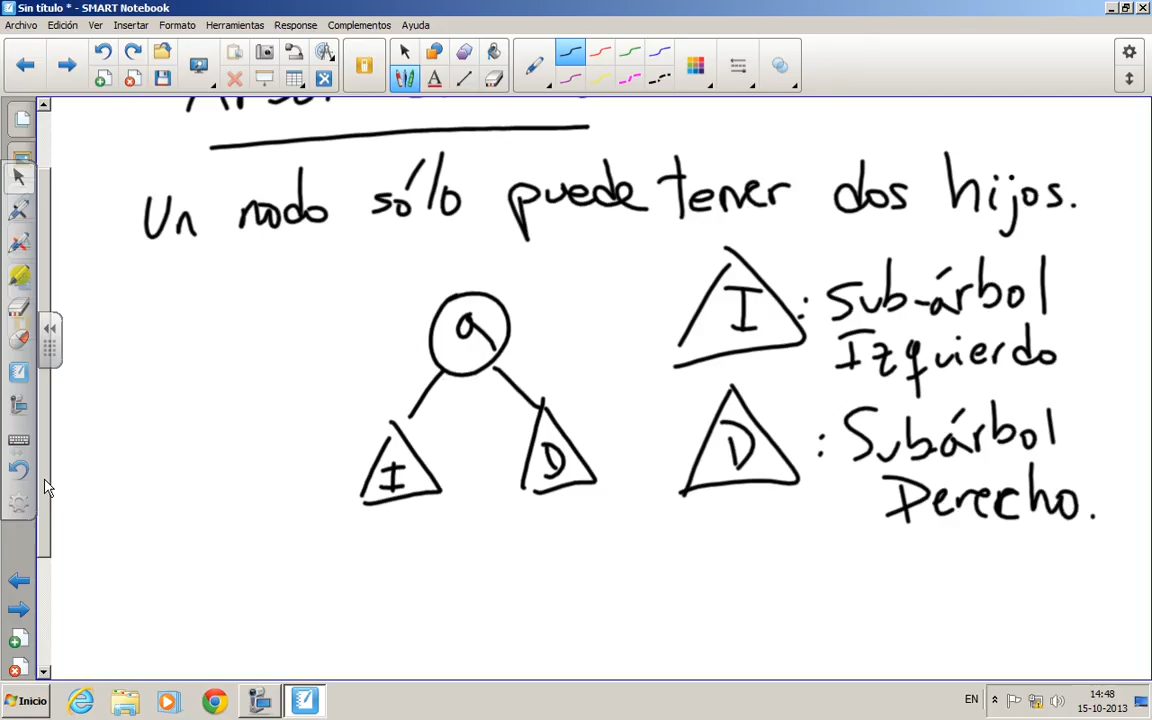 Sin título * - SMART Notebook
Archivo Edición Ver Insertar Formato Herramientas Response Complementos Ayuda
Un nodo sólo puede tener dos hijos.
a
I
D
I : Sub-árbol
Izquierdo
D : Subárbol
Derecho.
Inicio
EN
14:48
15-10-2013